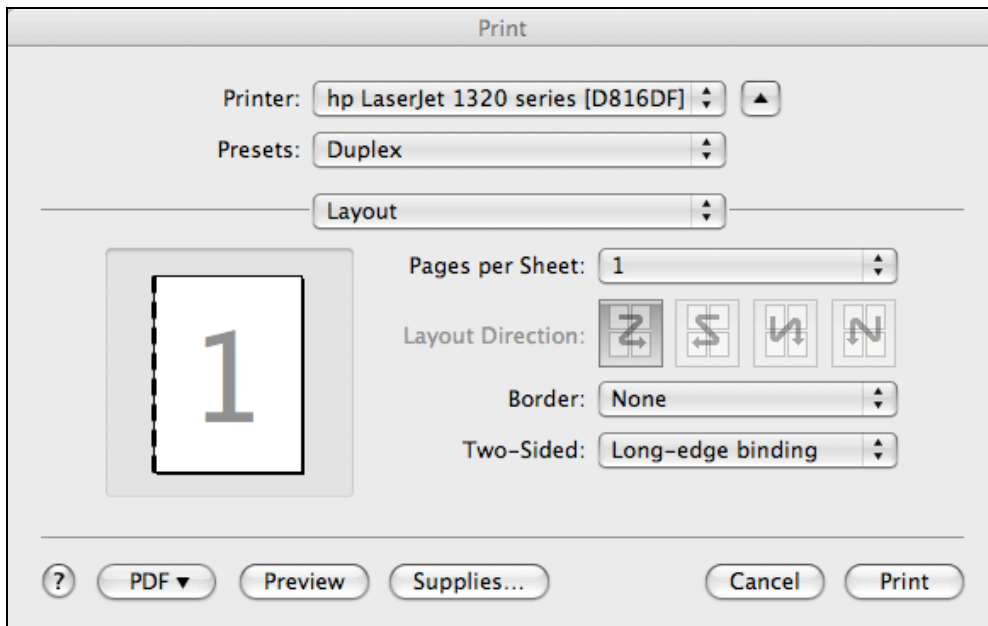 Print
Printer: hp LaserJet 1320 series [D816DF]
Presets: Duplex
Layout
Pages per Sheet: 1
Layout Direction:
Border: None
Two-Sided: Long-edge binding
1
? PDF▼ Preview Supplies... Cancel Print